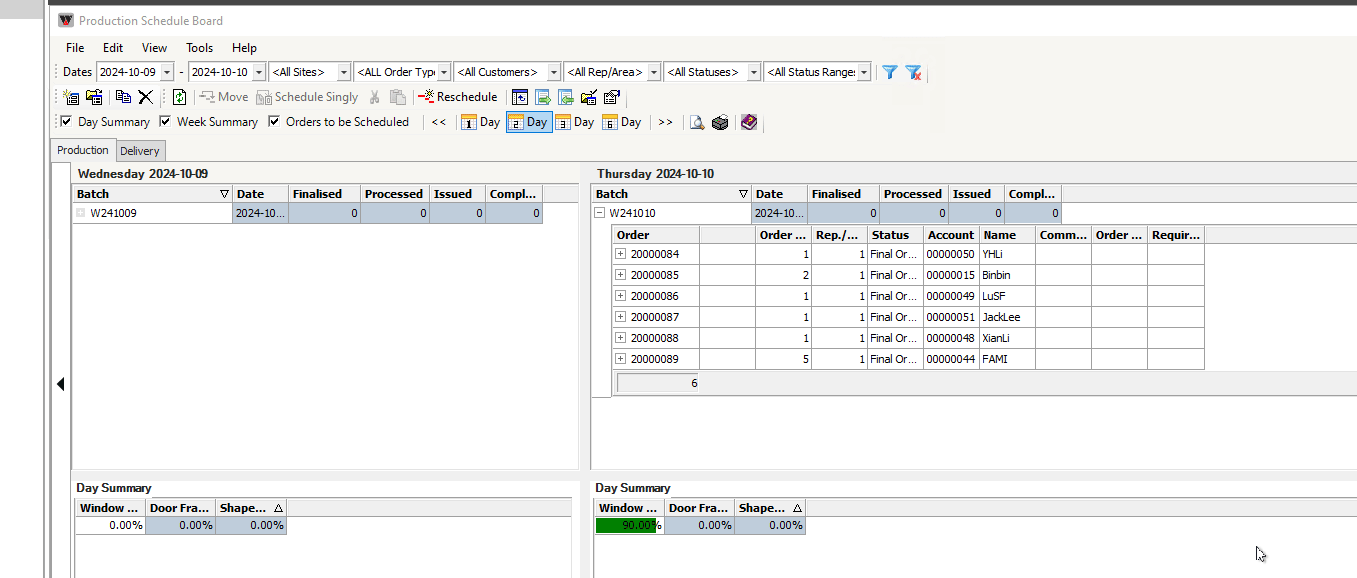 Production Schedule Board
File Edit View Tools Help
Dates 2024-10-09 - 2024-10-10 <All Sites> <ALL Order Typ <All Customers> <All Rep/Area> <All Statuses> <All Status Range:
Move Schedule Singly Reschedule
Day Summary Week Summary Orders to be Scheduled << 1 Day 2 Day 3 Day 6 Day >>
Production Delivery
Wednesday 2024-10-09
Batch Date Finalised Processed Issued Compl...
W241009 2024-10... 0 0 0 0
Thursday 2024-10-10
Batch Date Finalised Processed Issued Compl...
W241010 2024-10... 0 0 0 0
Order Order ... Rep./... Status Account Name Comm... Order ... Requir...
20000084 1 1 Final Or... 00000050 YHLi
20000085 2 1 Final Or... 00000015 Binbin
20000086 1 1 Final Or... 00000049 LuSF
20000087 1 1 Final Or... 00000051 JackLee
20000088 1 1 Final Or... 00000048 XianLi
20000089 5 1 Final Or... 00000044 FAMI
6
Day Summary
Window ... Door Fra... Shape...
0.00% 0.00% 0.00%
Day Summary
Window ... Door Fra... Shape...
90.00% 0.00% 0.00%